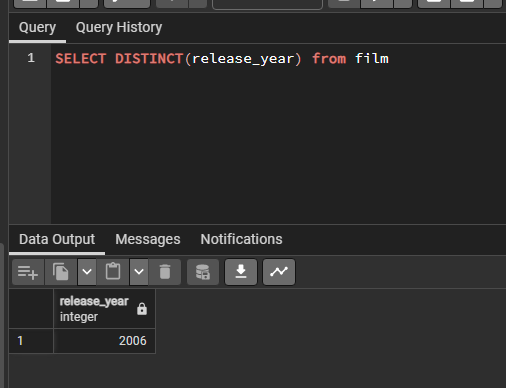 Query Query History
1 SELECT DISTINCT(release_year) from film
Data Output Messages Notifications
release_year
integer
1 2006